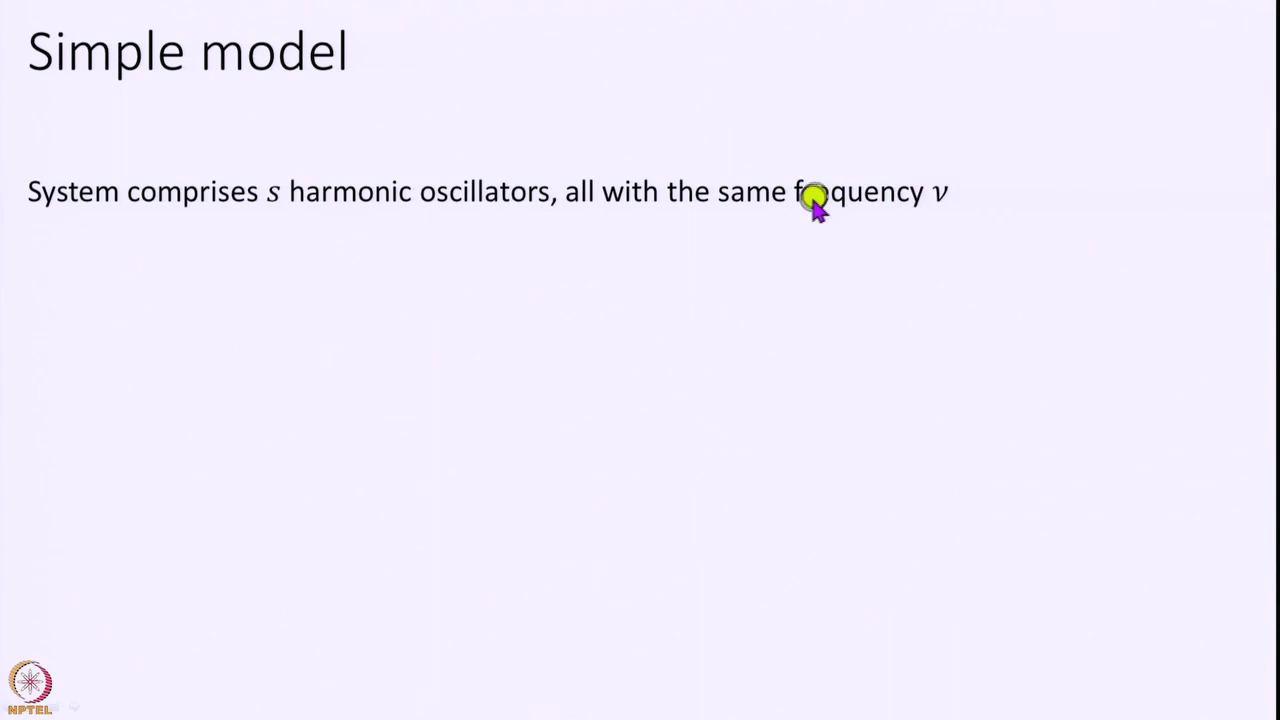 Simple model
System comprises s harmonic oscillators, all with the same frequency ν
NPTEL